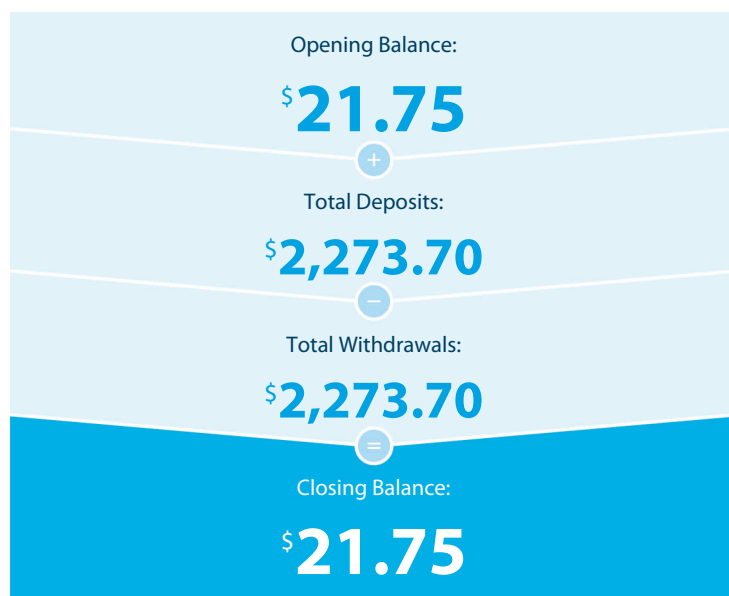 Opening Balance:
$21.75
+
Total Deposits:
$2,273.70
−
Total Withdrawals:
$2,273.70
=
Closing Balance:
$21.75